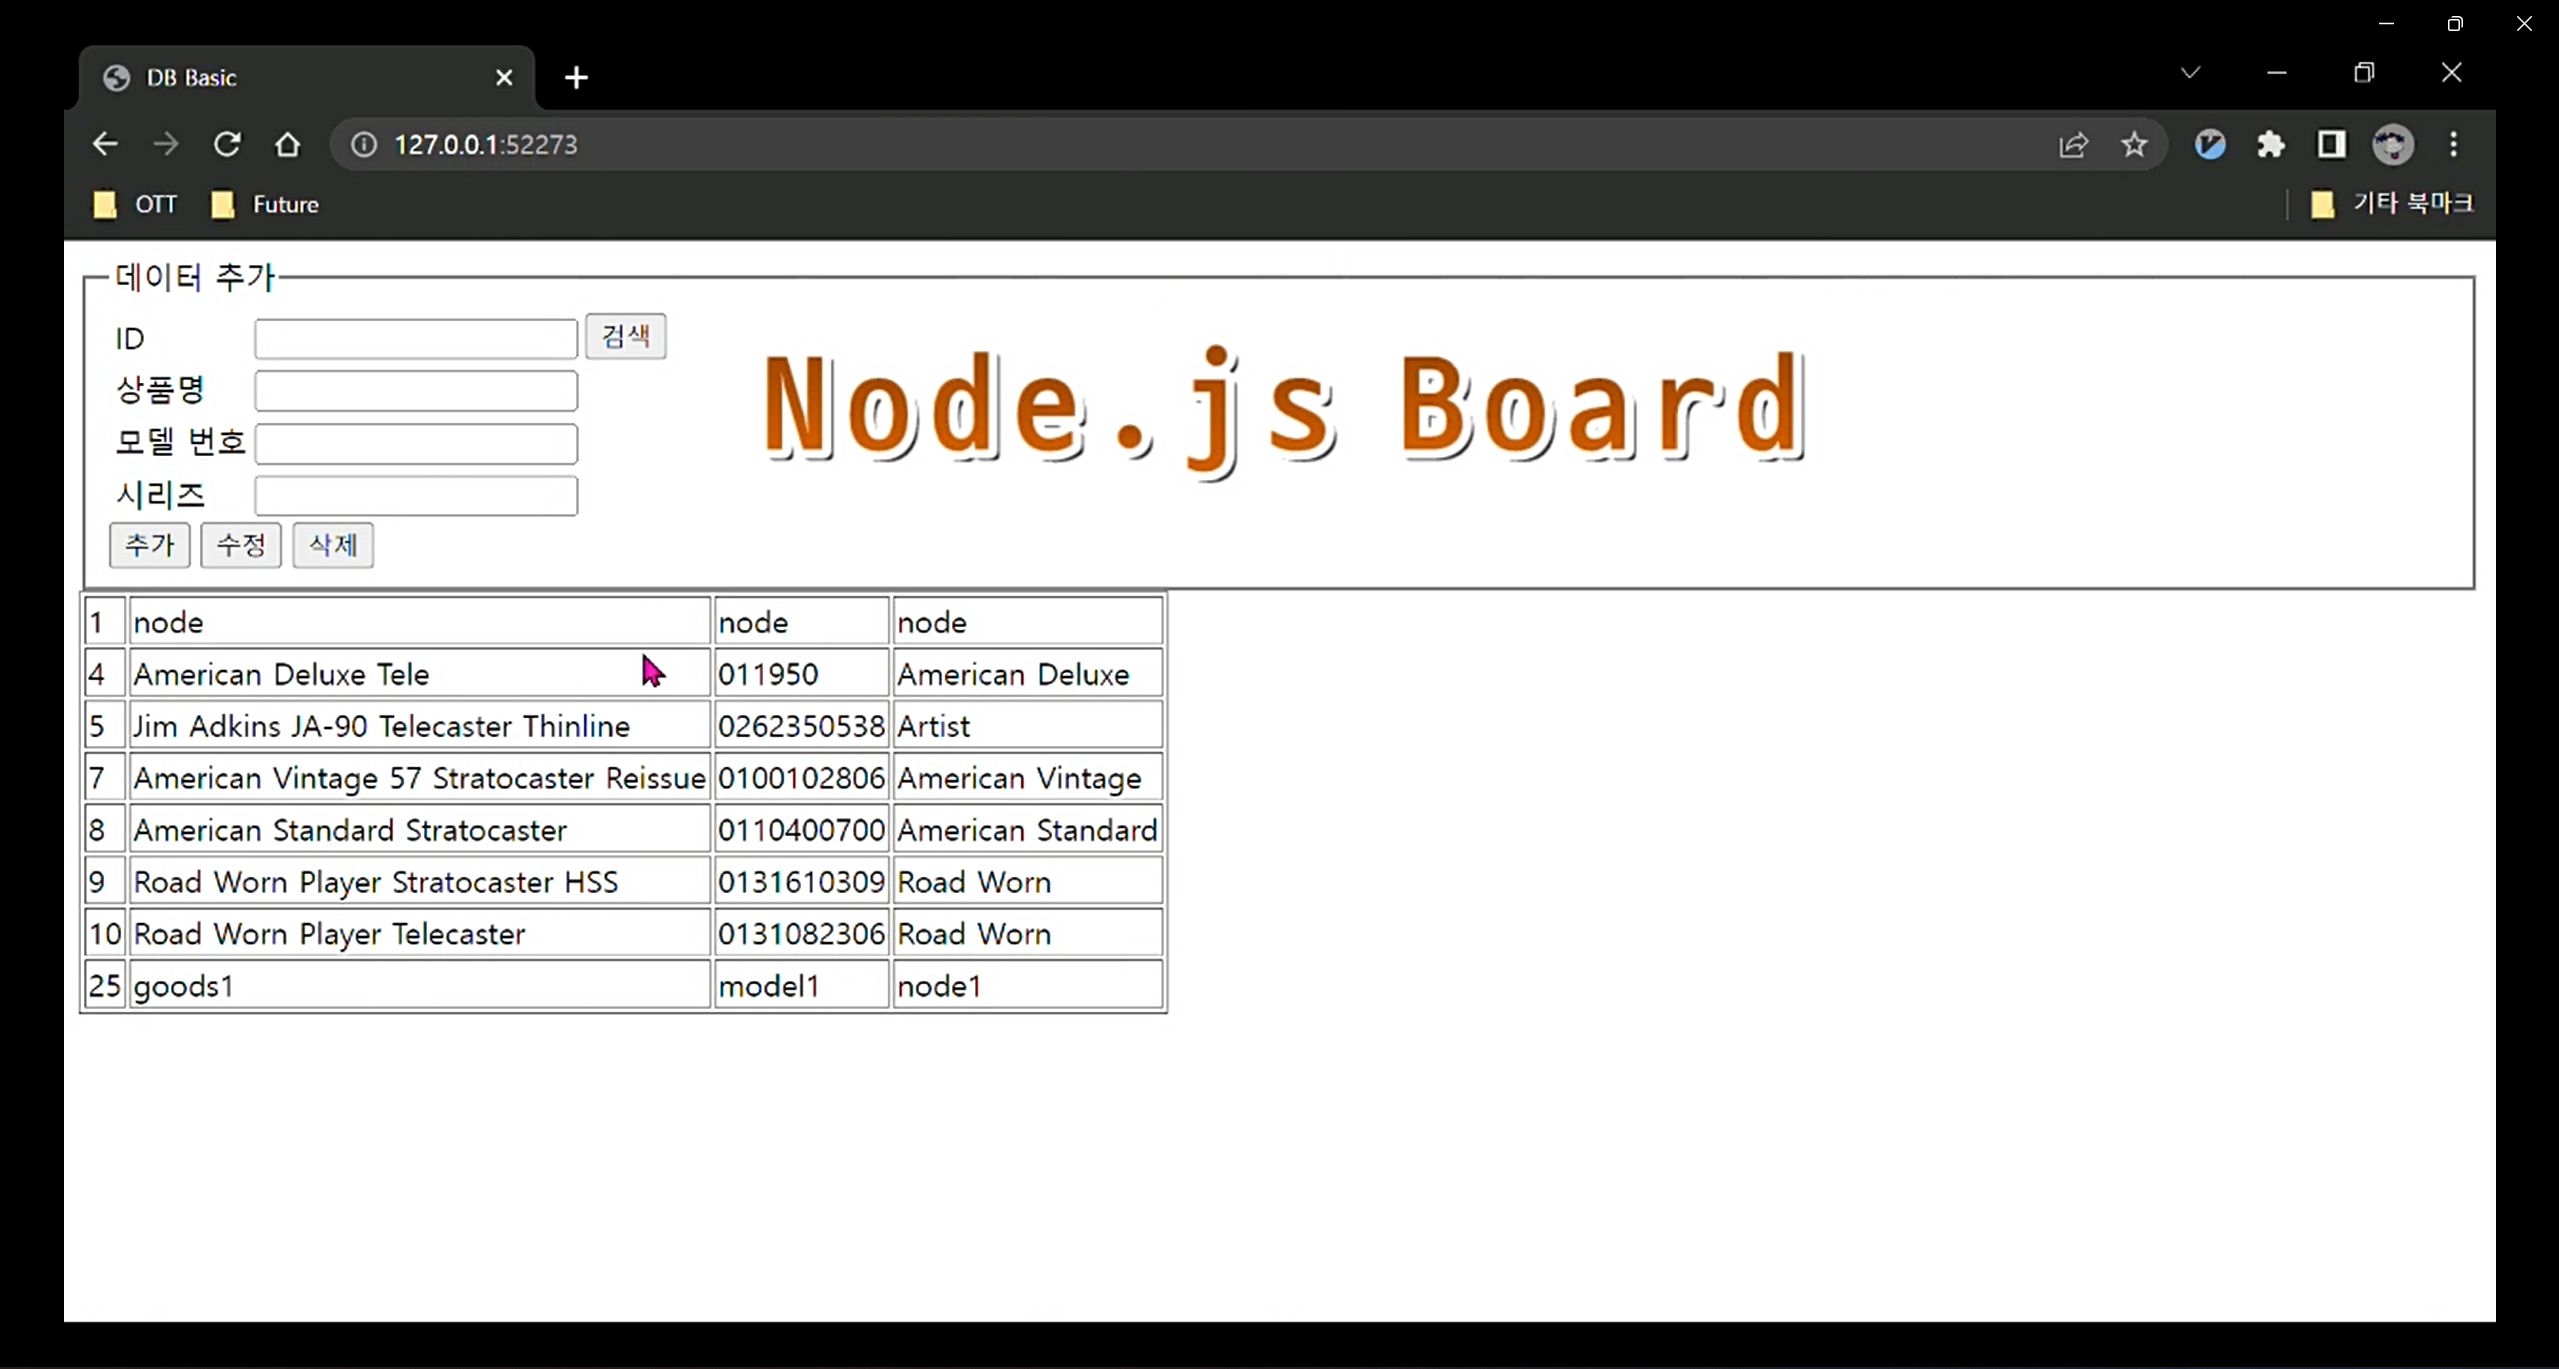 DB Basic
127.0.0.1:52273
OTT Future 기타 북마크
데이터 추가
ID 검색
상품명
모델 번호
시리즈
추가 수정 삭제
Node.js Board
1 node node node
4 American Deluxe Tele 011950 American Deluxe
5 Jim Adkins JA-90 Telecaster Thinline 0262350538 Artist
7 American Vintage 57 Stratocaster Reissue 0100102806 American Vintage
8 American Standard Stratocaster 0110400700 American Standard
9 Road Worn Player Stratocaster HSS 0131610309 Road Worn
10 Road Worn Player Telecaster 0131082306 Road Worn
25 goods1 model1 node1